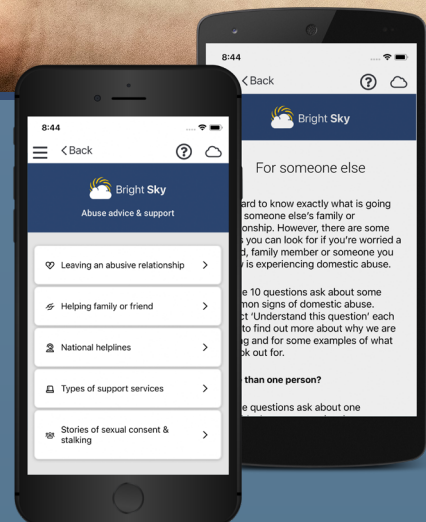 8:44
< Back
?
Bright Sky
Abuse advice & support
Leaving an abusive relationship
Helping family or friend
National helplines
Types of support services
Stories of sexual consent &
stalking
8:44
< Back
?
Bright Sky
For someone else
to know exactly what is going
someone else's family or
However, there are some
you can look for if you're worried a
family member or someone you
is experiencing domestic abuse.
10 questions ask about some
signs of domestic abuse.
'Understand this question' each
to find out more about why we are
and for some examples of what
out for.
than one person?
questions ask about one